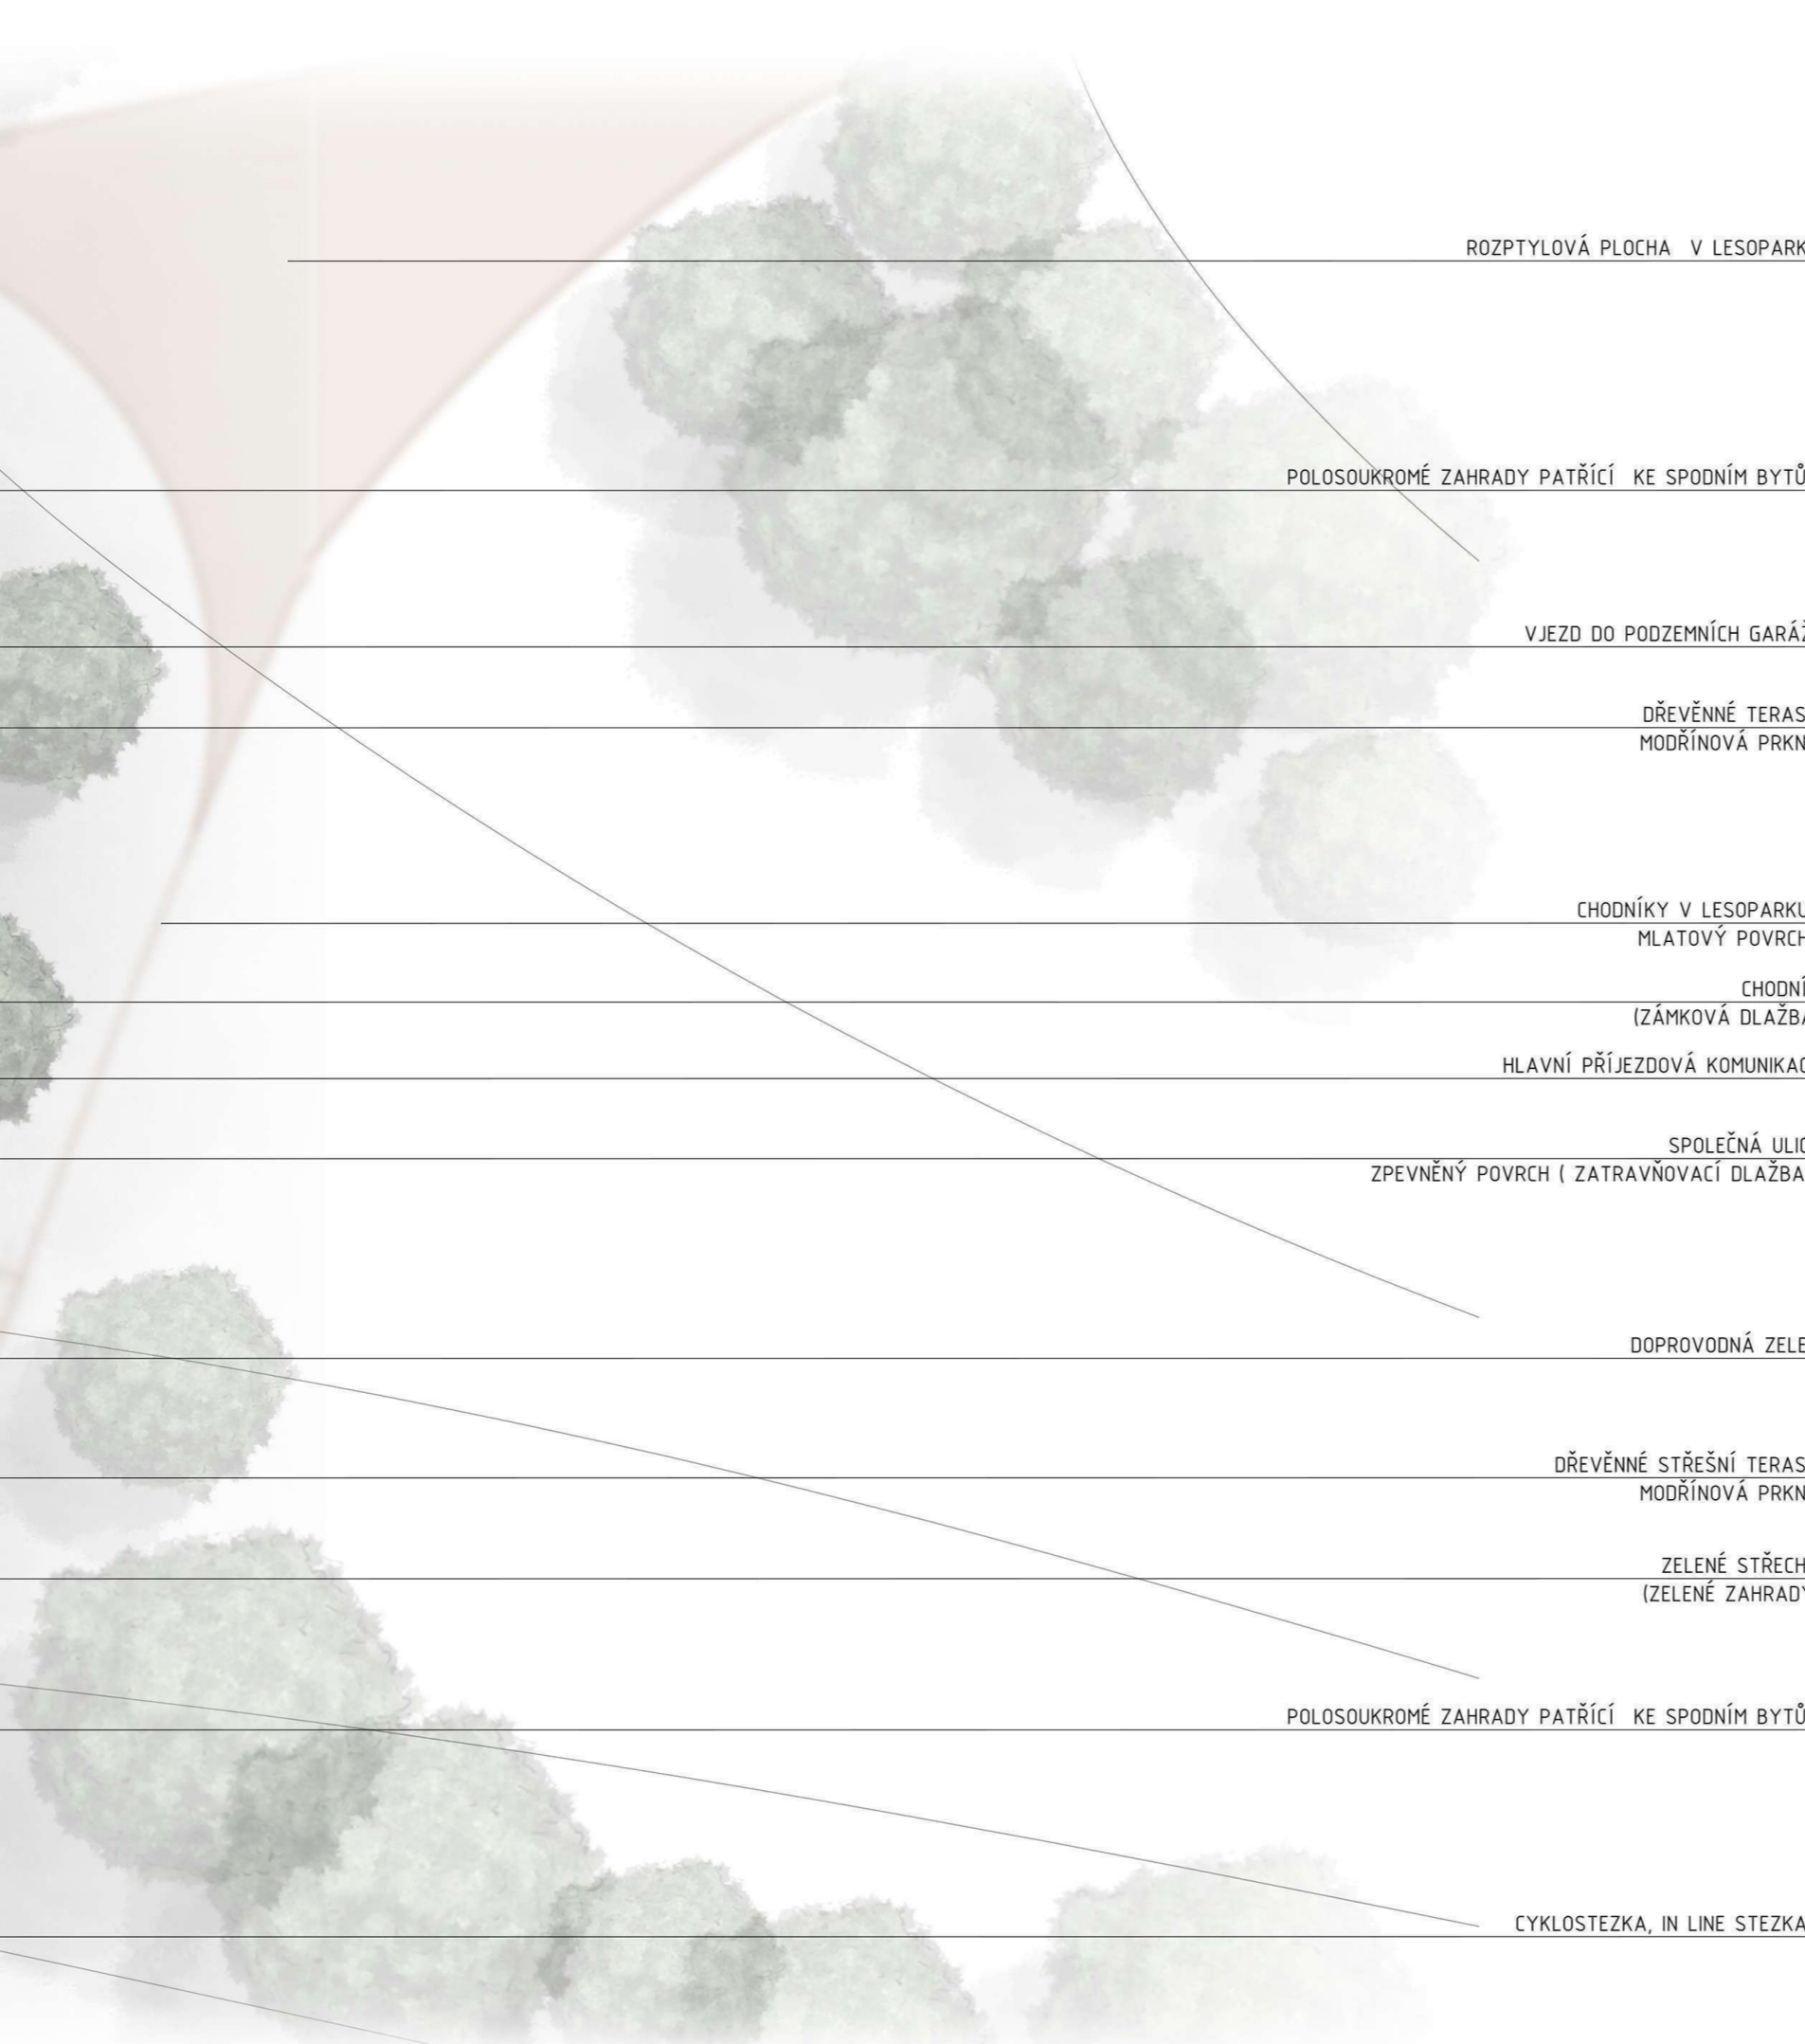 ROZPTYLOVÁ PLOCHA V LESOPARK
POLOSOUKROMÉ ZAHRADY PATŘÍCÍ KE SPODNÍM BYTŮ
VJEZD DO PODZEMNÍCH GARÁŽ
DŘEVĚNNÉ TERAS
MODŘÍNOVÁ PRKN
CHODNÍKY V LESOPARKU
MLATOVÝ POVRCH
CHODNÍ
(ZÁMKOVÁ DLAŽBA
HLAVNÍ PŘÍJEZDOVÁ KOMUNIKAC
SPOLEČNÁ ULIC
ZPEVNĚNÝ POVRCH ( ZATRAVŇOVACÍ DLAŽBA
DOPROVODNÁ ZELE
DŘEVĚNNÉ STŘEŠNÍ TERAS
MODŘÍNOVÁ PRKN
ZELENÉ STŘECH
(ZELENÉ ZAHRADY
POLOSOUKROMÉ ZAHRADY PATŘÍCÍ KE SPODNÍM BYTŮ
CYKLOSTEZKA, IN LINE STEZKA